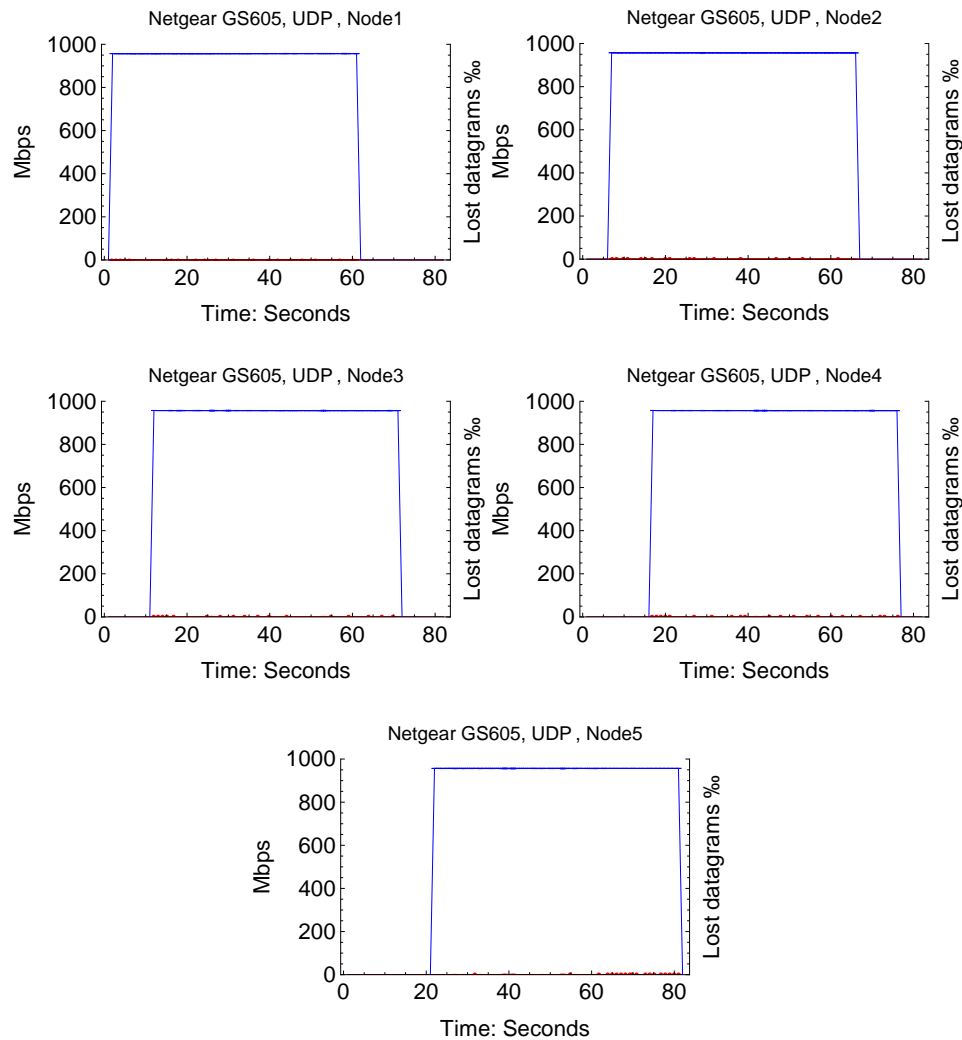 Netgear GS605, UDP , Node1
1000
800
600
400
200
0
Mbps
Lost datagrams ‰
0 20 40 60 80
Time: Seconds
Netgear GS605, UDP , Node2
1000
800
600
400
200
0
Mbps
Lost datagrams ‰
0 20 40 60 80
Time: Seconds
Netgear GS605, UDP , Node3
1000
800
600
400
200
0
Mbps
Lost datagrams ‰
0 20 40 60 80
Time: Seconds
Netgear GS605, UDP , Node4
1000
800
600
400
200
0
Mbps
Lost datagrams ‰
0 20 40 60 80
Time: Seconds
Netgear GS605, UDP , Node5
1000
800
600
400
200
0
Mbps
Lost datagrams ‰
0 20 40 60 80
Time: Seconds